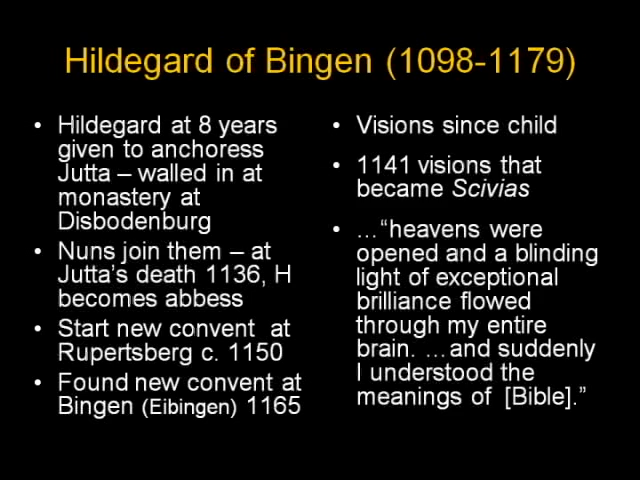 Hildegard of Bingen (1098-1179)
• Hildegard at 8 years
given to anchoress
Jutta – walled in at
monastery at
Disbodenburg
• Nuns join them – at
Jutta's death 1136, H
becomes abbess
• Start new convent at
Rupertsberg c. 1150
• Found new convent at
Bingen (Eibingen) 1165
• Visions since child
• 1141 visions that
became Scivias
• …“heavens were
opened and a blinding
light of exceptional
brilliance flowed
through my entire
brain. …and suddenly
I understood the
meanings of [Bible].”